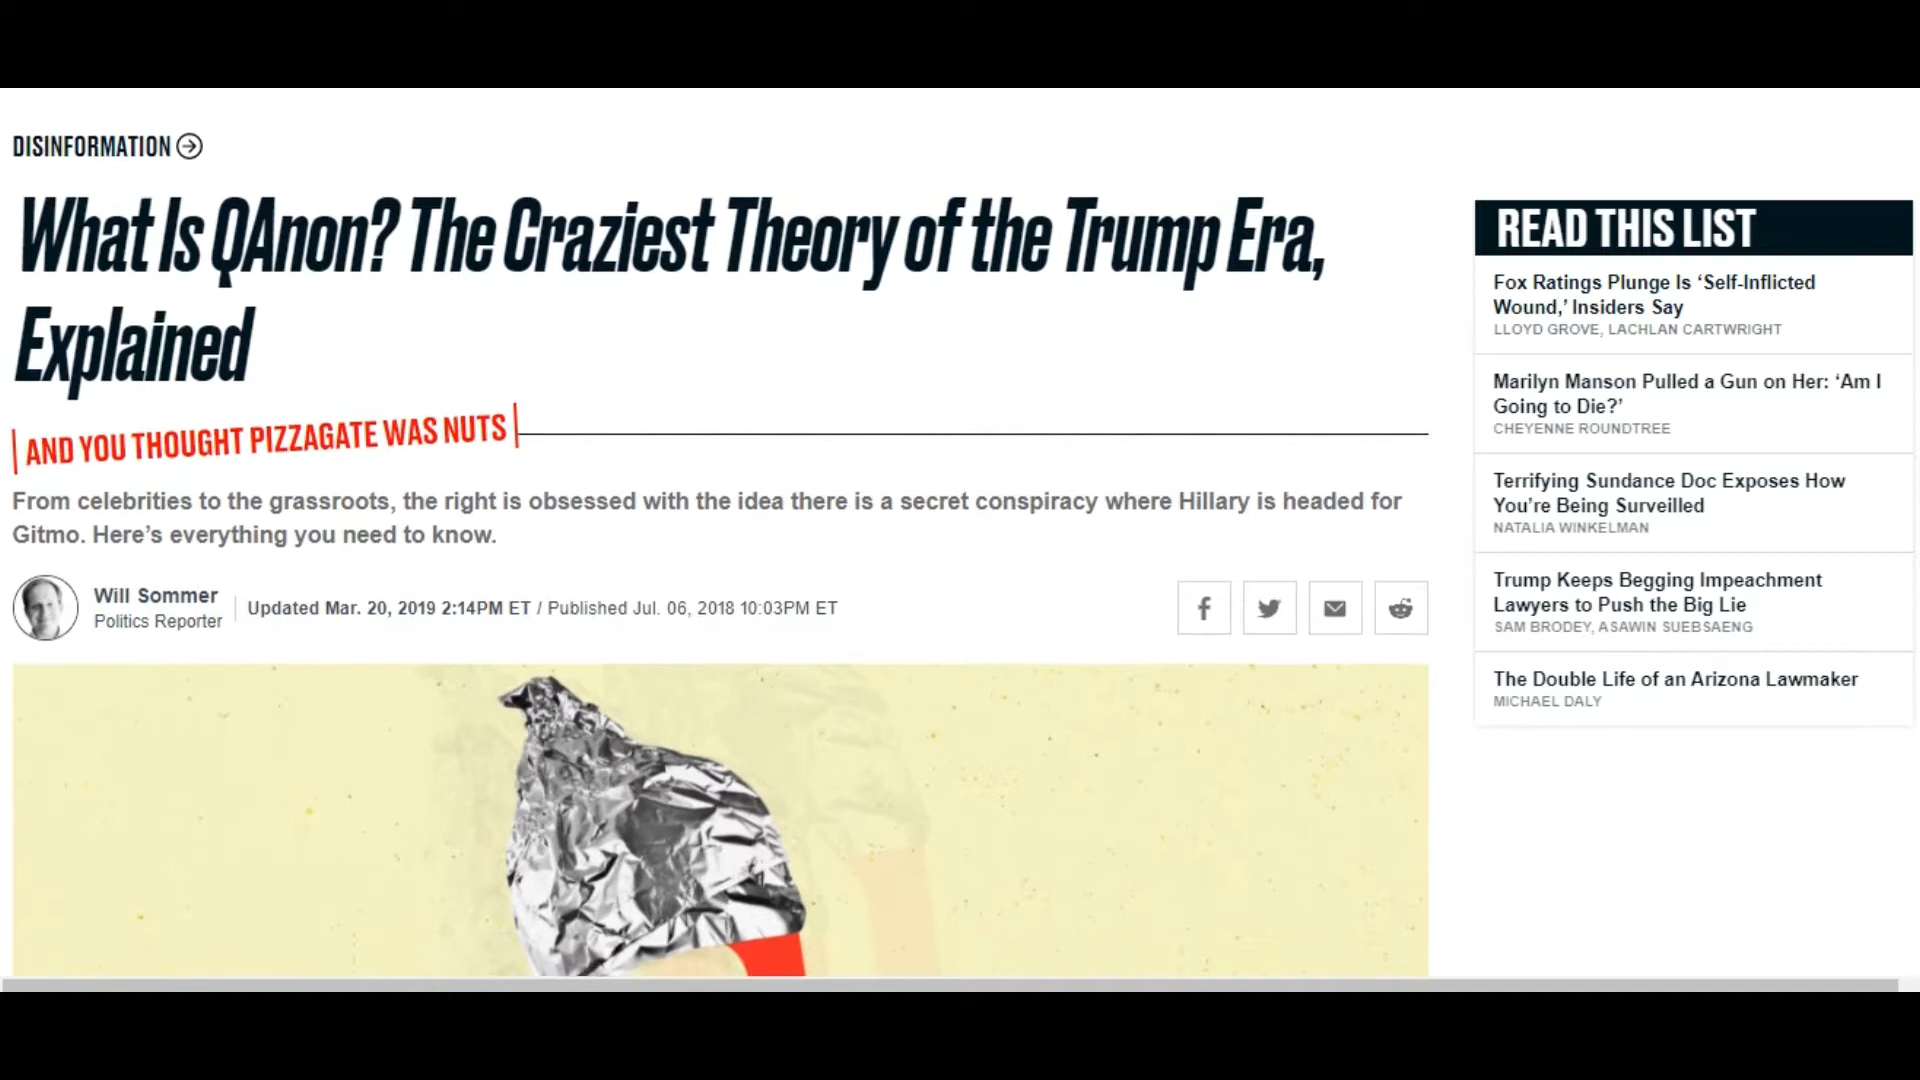 DISINFORMATION
What Is QAnon? The Craziest Theory of the Trump Era,
Explained
AND YOU THOUGHT PIZZAGATE WAS NUTS
From celebrities to the grassroots, the right is obsessed with the idea there is a secret conspiracy where Hillary is headed for
Gitmo. Here’s everything you need to know.
Will Sommer
Politics Reporter
Updated Mar. 20, 2019 2:14PM ET / Published Jul. 06, 2018 10:03PM ET
READ THIS LIST
Fox Ratings Plunge Is ‘Self-Inflicted
Wound,’ Insiders Say
LLOYD GROVE, LACHLAN CARTWRIGHT
Marilyn Manson Pulled a Gun on Her: ‘Am I
Going to Die?’
CHEYENNE ROUNDTREE
Terrifying Sundance Doc Exposes How
You’re Being Surveilled
NATALIA WINKELMAN
Trump Keeps Begging Impeachment
Lawyers to Push the Big Lie
SAM BRODEY, ASAWIN SUEBSAENG
The Double Life of an Arizona Lawmaker
MICHAEL DALY